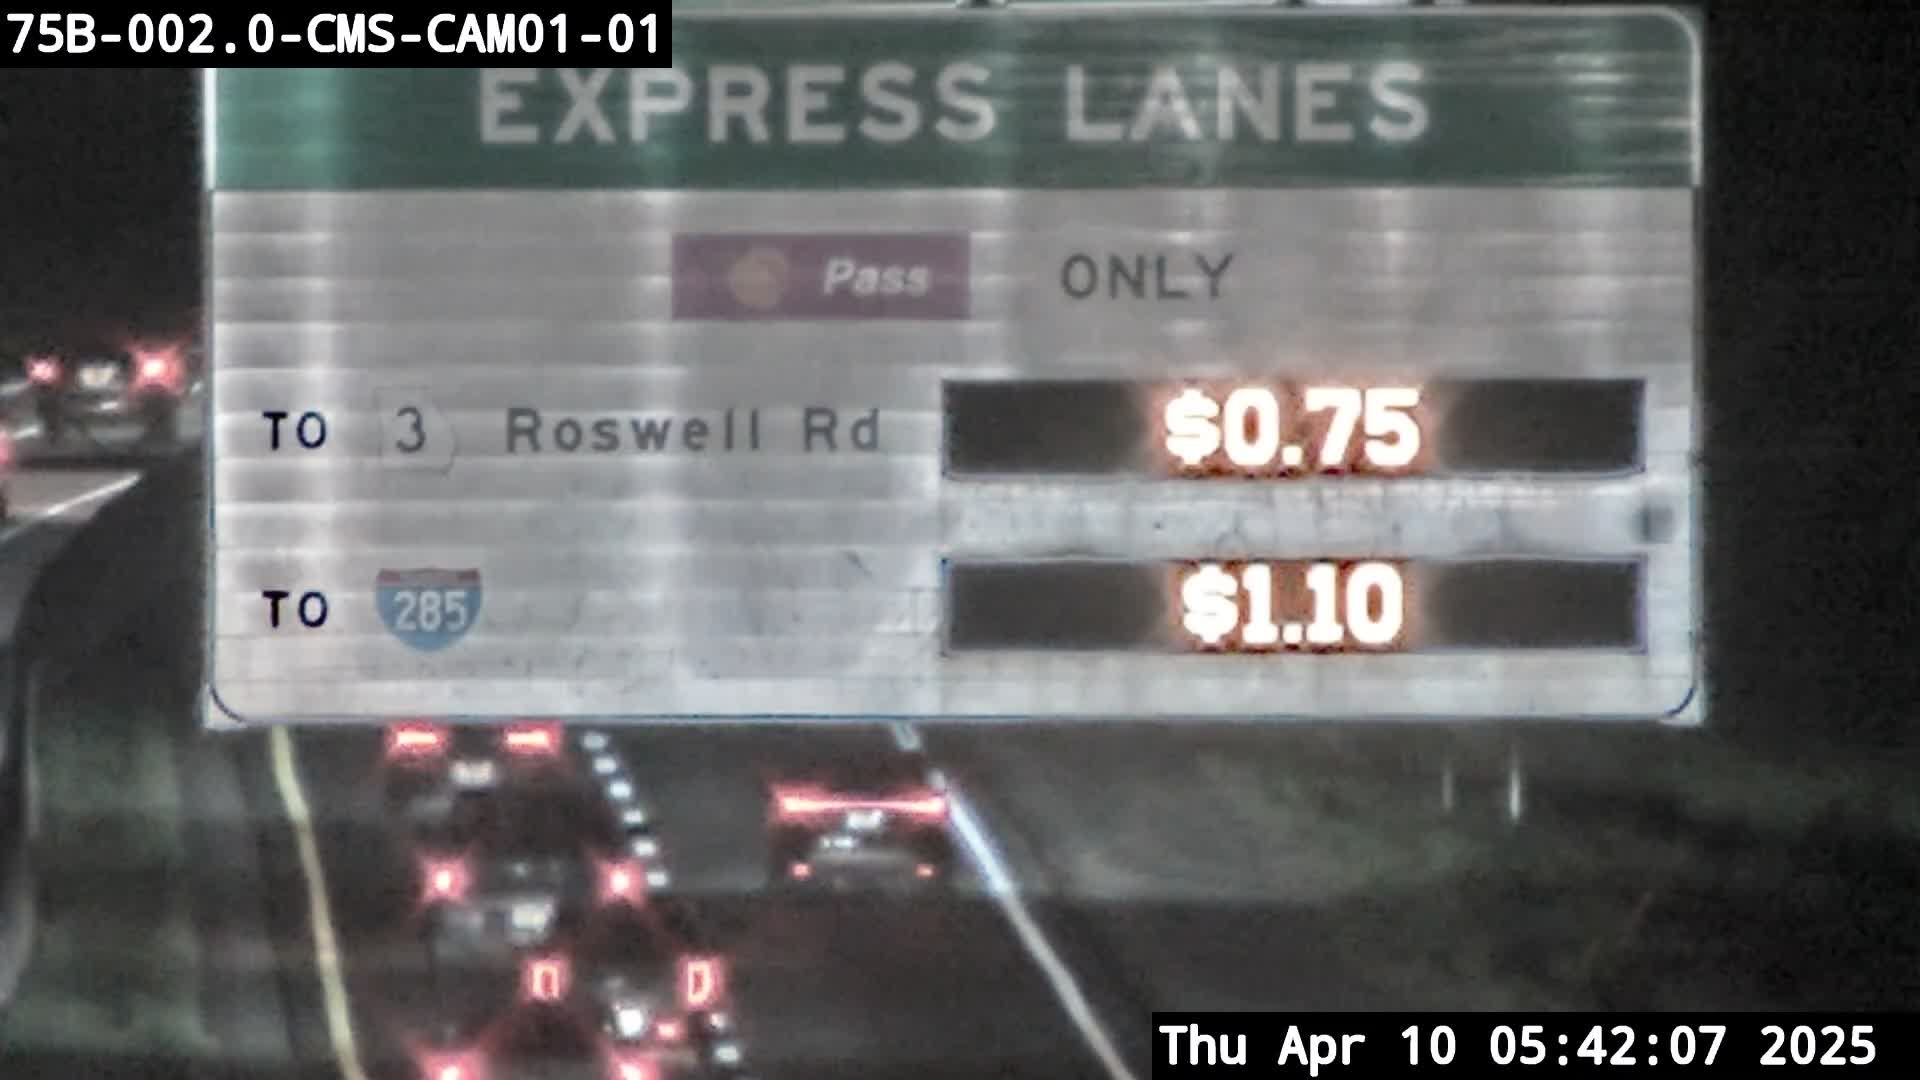 75B-002.0-CMS-CAM01-01
EXPRESS LANES
Pass ONLY
TO 3 Roswell Rd $0.75
TO 285 $1.10
Thu Apr 10 05:42:07 2025